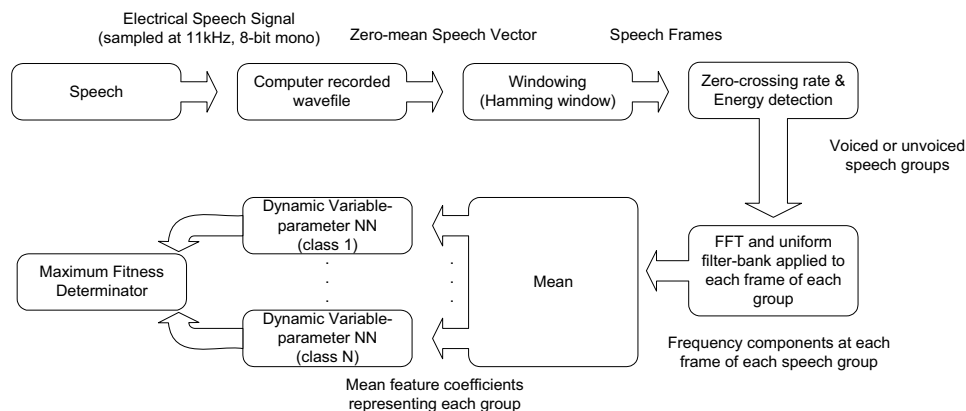 Electrical Speech Signal
(sampled at 11kHz, 8-bit mono)
Zero-mean Speech Vector
Speech Frames
Speech
Computer recorded
wavefile
Windowing
(Hamming window)
Zero-crossing rate &
Energy detection
Voiced or unvoiced
speech groups
Dynamic Variable-
parameter NN
(class 1)
FFT and uniform
filter-bank applied to
each frame of each
group
Mean
Maximum Fitness
Determinator
Dynamic Variable-
parameter NN
(class N)
Frequency components at each
frame of each speech group
Mean feature coefficients
representing each group